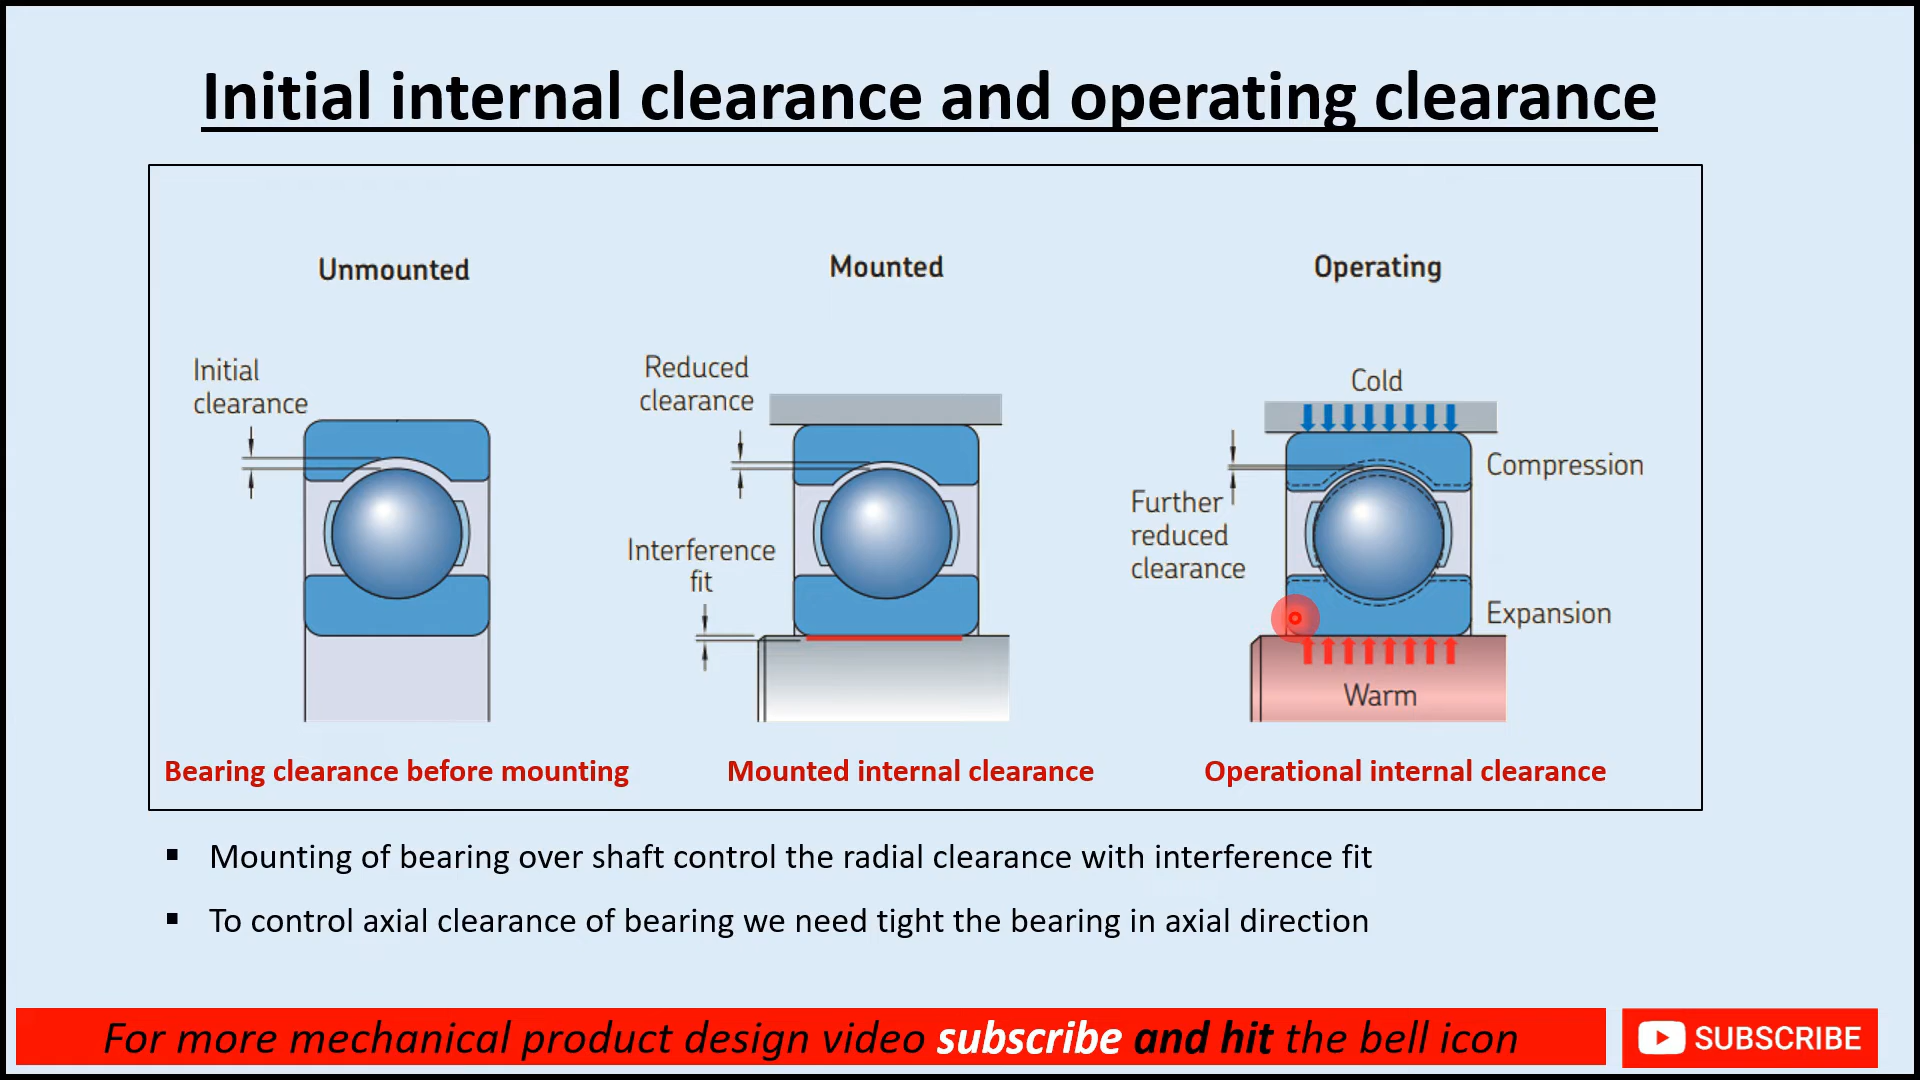 Initial internal clearance and operating clearance
Unmounted
Mounted
Operating
Initial
clearance
Reduced
clearance
Interference
fit
Cold
Compression
Further
reduced
clearance
Expansion
Warm
Bearing clearance before mounting
Mounted internal clearance
Operational internal clearance
▪ Mounting of bearing over shaft control the radial clearance with interference fit
▪ To control axial clearance of bearing we need tight the bearing in axial direction
For more mechanical product design video subscribe and hit the bell icon
SUBSCRIBE